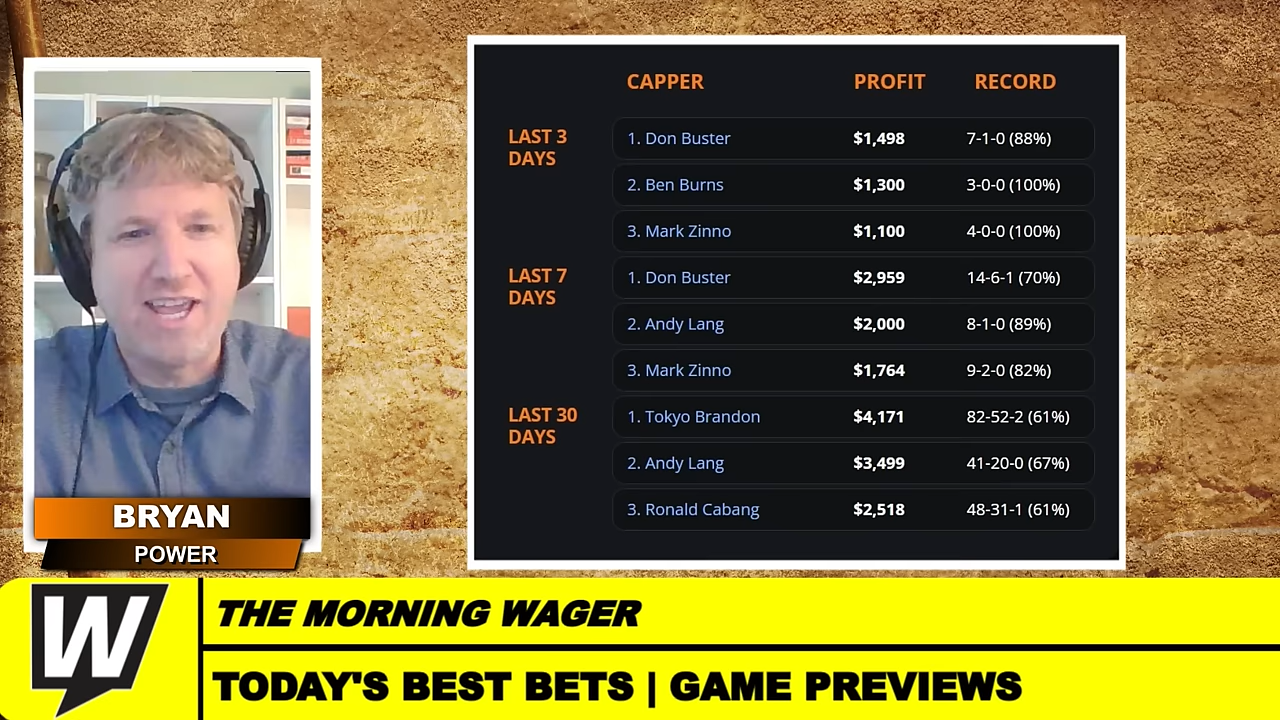 CAPPER PROFIT RECORD
LAST 3
DAYS
1. Don Buster $1,498 7-1-0 (88%)
2. Ben Burns $1,300 3-0-0 (100%)
3. Mark Zinno $1,100 4-0-0 (100%)
LAST 7
DAYS
1. Don Buster $2,959 14-6-1 (70%)
2. Andy Lang $2,000 8-1-0 (89%)
3. Mark Zinno $1,764 9-2-0 (82%)
LAST 30
DAYS
1. Tokyo Brandon $4,171 82-52-2 (61%)
2. Andy Lang $3,499 41-20-0 (67%)
3. Ronald Cabang $2,518 48-31-1 (61%)
BRYAN
POWER
W
THE MORNING WAGER
TODAY'S BEST BETS | GAME PREVIEWS